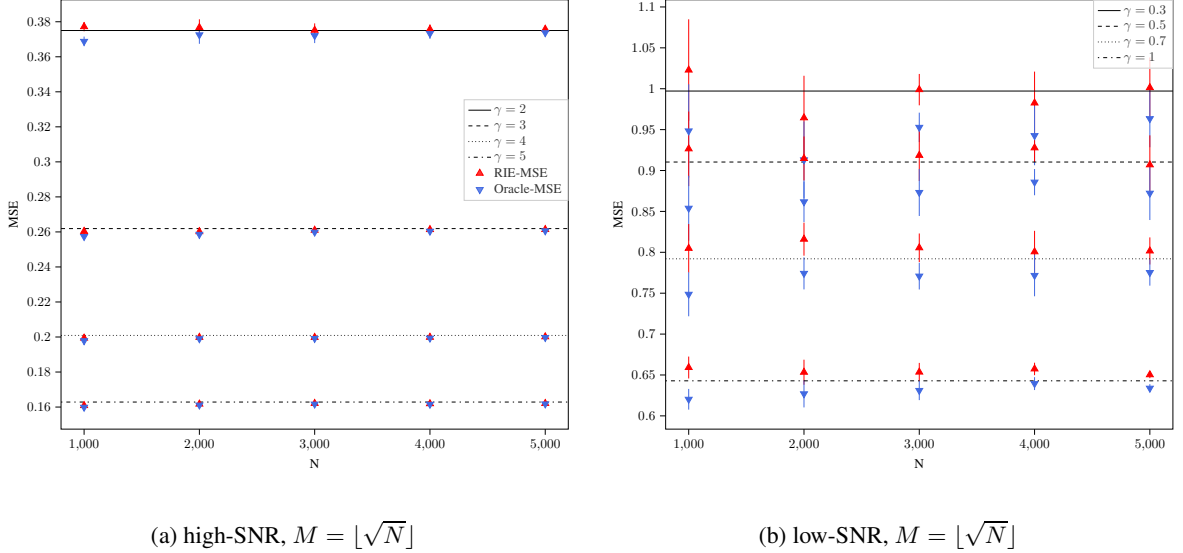 0.38
0.36
0.34
0.32
0.3
0.28
0.26
0.24
0.22
0.2
0.18
0.16
MSE
1,000 2,000 3,000 4,000 5,000
N
γ = 2
γ = 3
γ = 4
γ = 5
RIE-MSE
Oracle-MSE
(a) high-SNR, M = ⌊√N⌋
1.1
1.05
1
0.95
0.9
0.85
0.8
0.75
0.7
0.65
0.6
MSE
1,000 2,000 3,000 4,000 5,000
N
γ = 0.3
γ = 0.5
γ = 0.7
γ = 1
(b) low-SNR, M = ⌊√N⌋